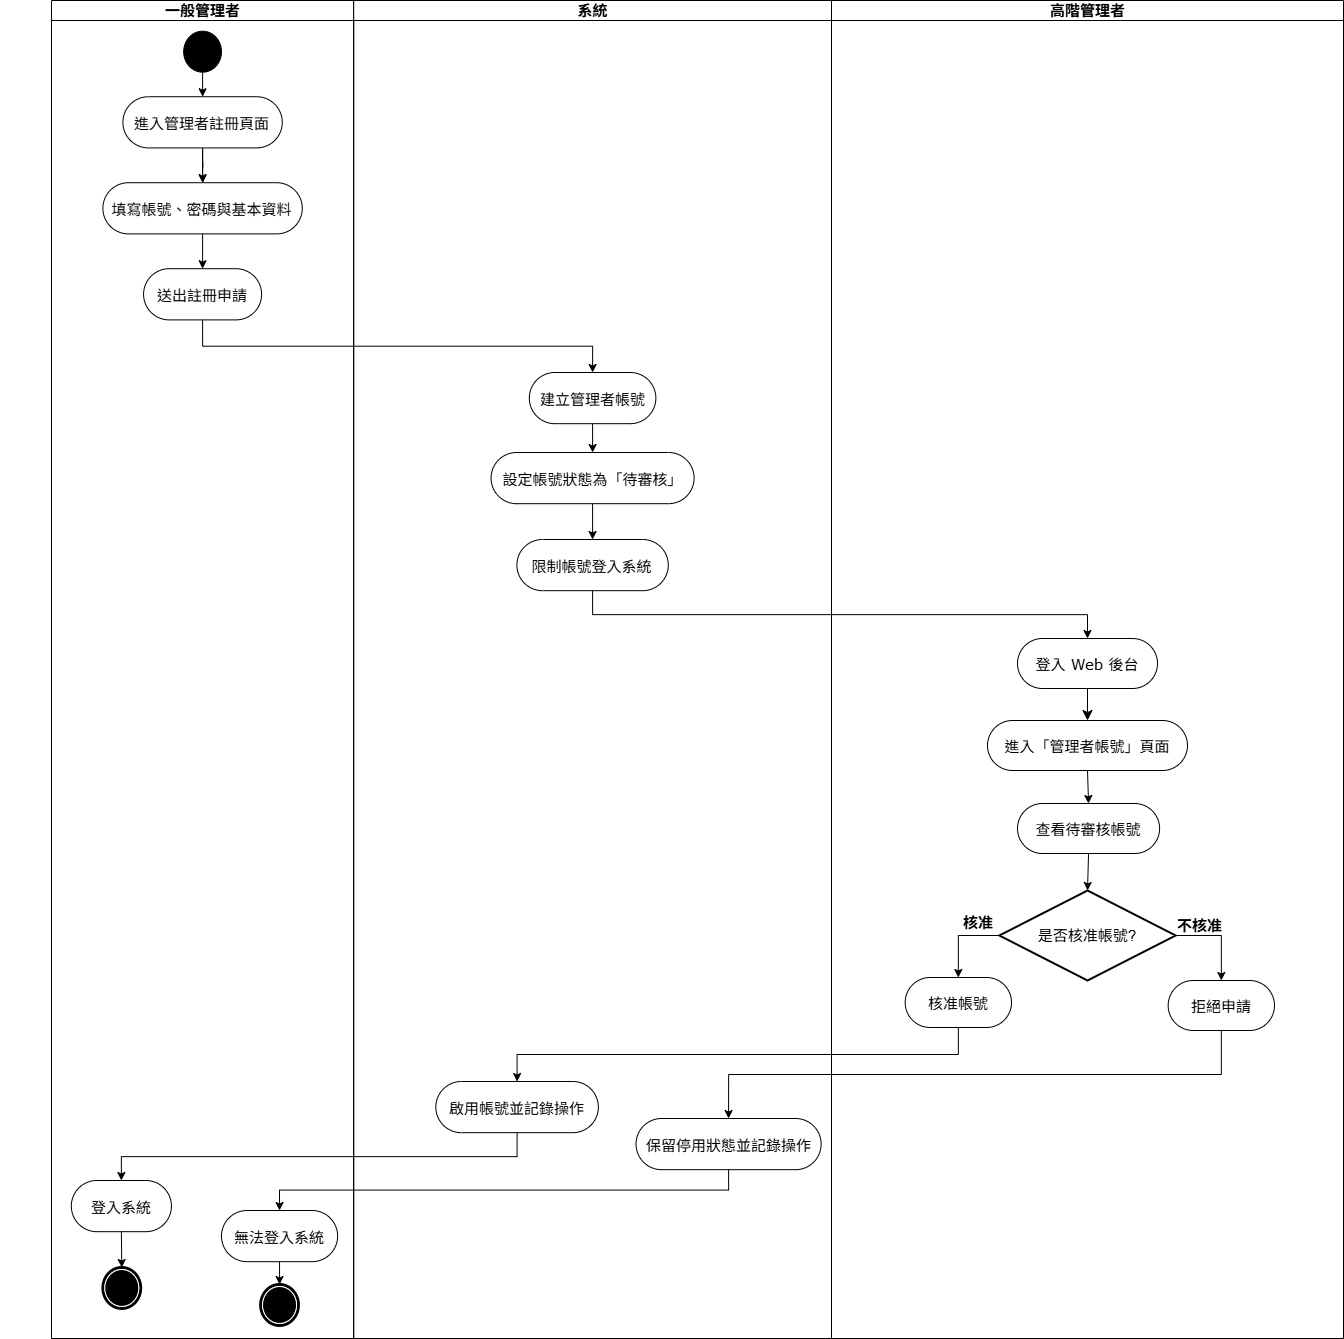 一般管理者
系統
高階管理者
進入管理者註冊頁面
填寫帳號、密碼與基本資料
送出註冊申請
建立管理者帳號
設定帳號狀態為「待審核」
限制帳號登入系統
登入 Web 後台
進入「管理者帳號」頁面
查看待審核帳號
是否核准帳號?
核准
不核准
核准帳號
拒絕申請
啟用帳號並記錄操作
保留停用狀態並記錄操作
登入系統
無法登入系統